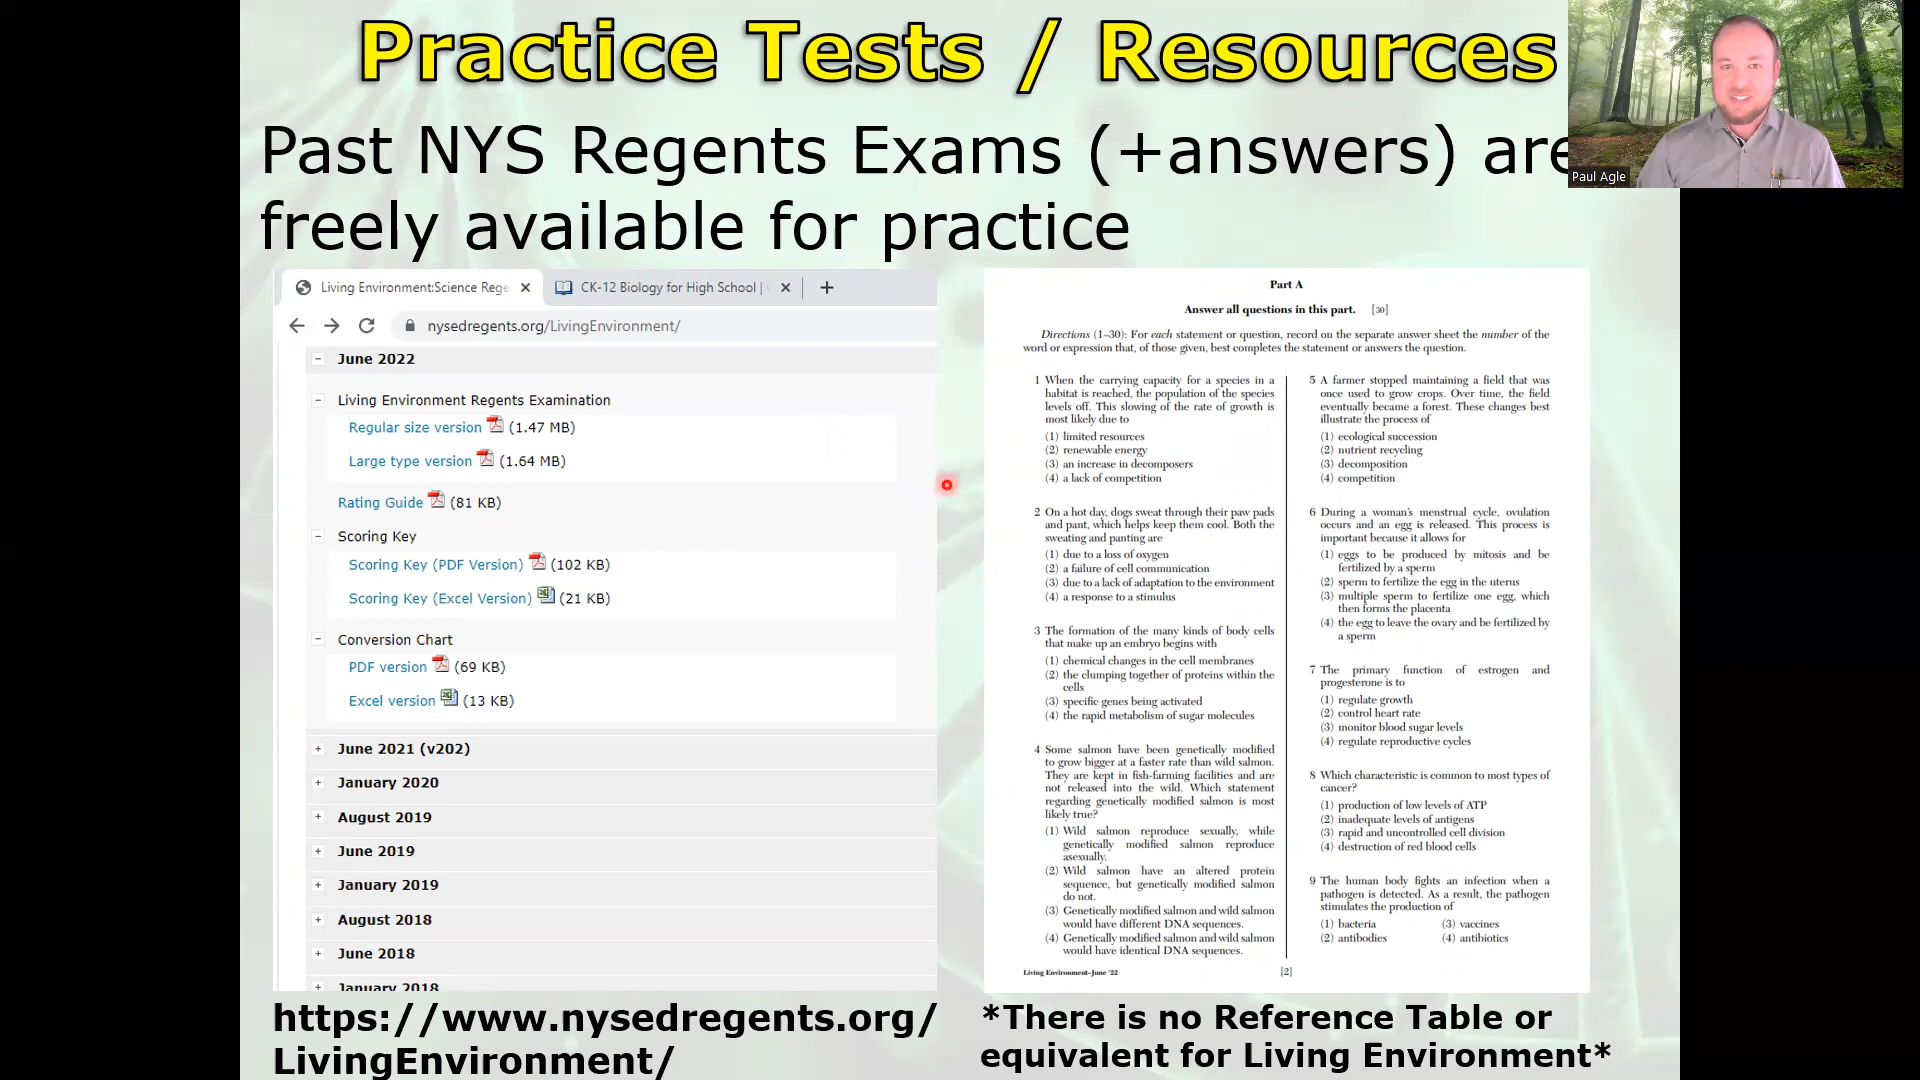 Practice Tests / Resources
Past NYS Regents Exams (+answers) are
freely available for practice
Paul Agle
Living Environment:Science Rege
CK-12 Biology for High School |
nysedregents.org/LivingEnvironment/
June 2022
Living Environment Regents Examination
Regular size version (1.47 MB)
Large type version (1.64 MB)
Rating Guide (81 KB)
Scoring Key
Scoring Key (PDF Version) (102 KB)
Scoring Key (Excel Version) (21 KB)
Conversion Chart
PDF version (69 KB)
Excel version (13 KB)
June 2021 (v202)
January 2020
August 2019
June 2019
January 2019
August 2018
June 2018
January 2018
https://www.nysedregents.org/
LivingEnvironment/
Part A
Answer all questions in this part. [30]
Directions (1–30): For each statement or question, record on the separate answer sheet the number of the
word or expression that, of those given, best completes the statement or answers the question.
1 When the carrying capacity for a species in a
habitat is reached, the population of the species
levels off. This slowing of the rate of growth is
most likely due to
(1) limited resources
(2) renewable energy
(3) an increase in decomposers
(4) a lack of competition
2 On a hot day, dogs sweat through their paw pads
and pant, which helps keep them cool. Both the
sweating and panting are
(1) due to a loss of oxygen
(2) a failure of cell communication
(3) due to a lack of adaptation to the environment
(4) a response to a stimulus
3 The formation of the many kinds of body cells
that make up an embryo begins with
(1) chemical changes in the cell membranes
(2) the clumping together of proteins within the
cells
(3) specific genes being activated
(4) the rapid metabolism of sugar molecules
4 Some salmon have been genetically modified
to grow bigger at a faster rate than wild salmon.
They are kept in fish-farming facilities and are
not released into the wild. Which statement
regarding genetically modified salmon is most
likely true?
(1) Wild salmon reproduce sexually, while
genetically modified salmon reproduce
asexually.
(2) Wild salmon have an altered protein
sequence, but genetically modified salmon
do not.
(3) Genetically modified salmon and wild salmon
would have different DNA sequences.
(4) Genetically modified salmon and wild salmon
would have identical DNA sequences.
5 A farmer stopped maintaining a field that was
once used to grow crops. Over time, the field
eventually became a forest. These changes best
illustrate the process of
(1) ecological succession
(2) nutrient recycling
(3) decomposition
(4) competition
6 During a woman's menstrual cycle, ovulation
occurs and an egg is released. This process is
important because it allows for
(1) eggs to be produced by mitosis and be
fertilized by a sperm
(2) sperm to fertilize the egg in the uterus
(3) multiple sperm to fertilize one egg, which
then forms the placenta
(4) the egg to leave the ovary and be fertilized by
a sperm
7 The primary function of estrogen and
progesterone is to
(1) regulate growth
(2) control heart rate
(3) monitor blood sugar levels
(4) regulate reproductive cycles
8 Which characteristic is common to most types of
cancer?
(1) production of low levels of ATP
(2) inadequate levels of antigens
(3) rapid and uncontrolled cell division
(4) destruction of red blood cells
9 The human body fights an infection when a
pathogen is detected. As a result, the pathogen
stimulates the production of
(1) bacteria (3) vaccines
(2) antibodies (4) antibiotics
Living Environment–June '22 [2]
*There is no Reference Table or
equivalent for Living Environment*